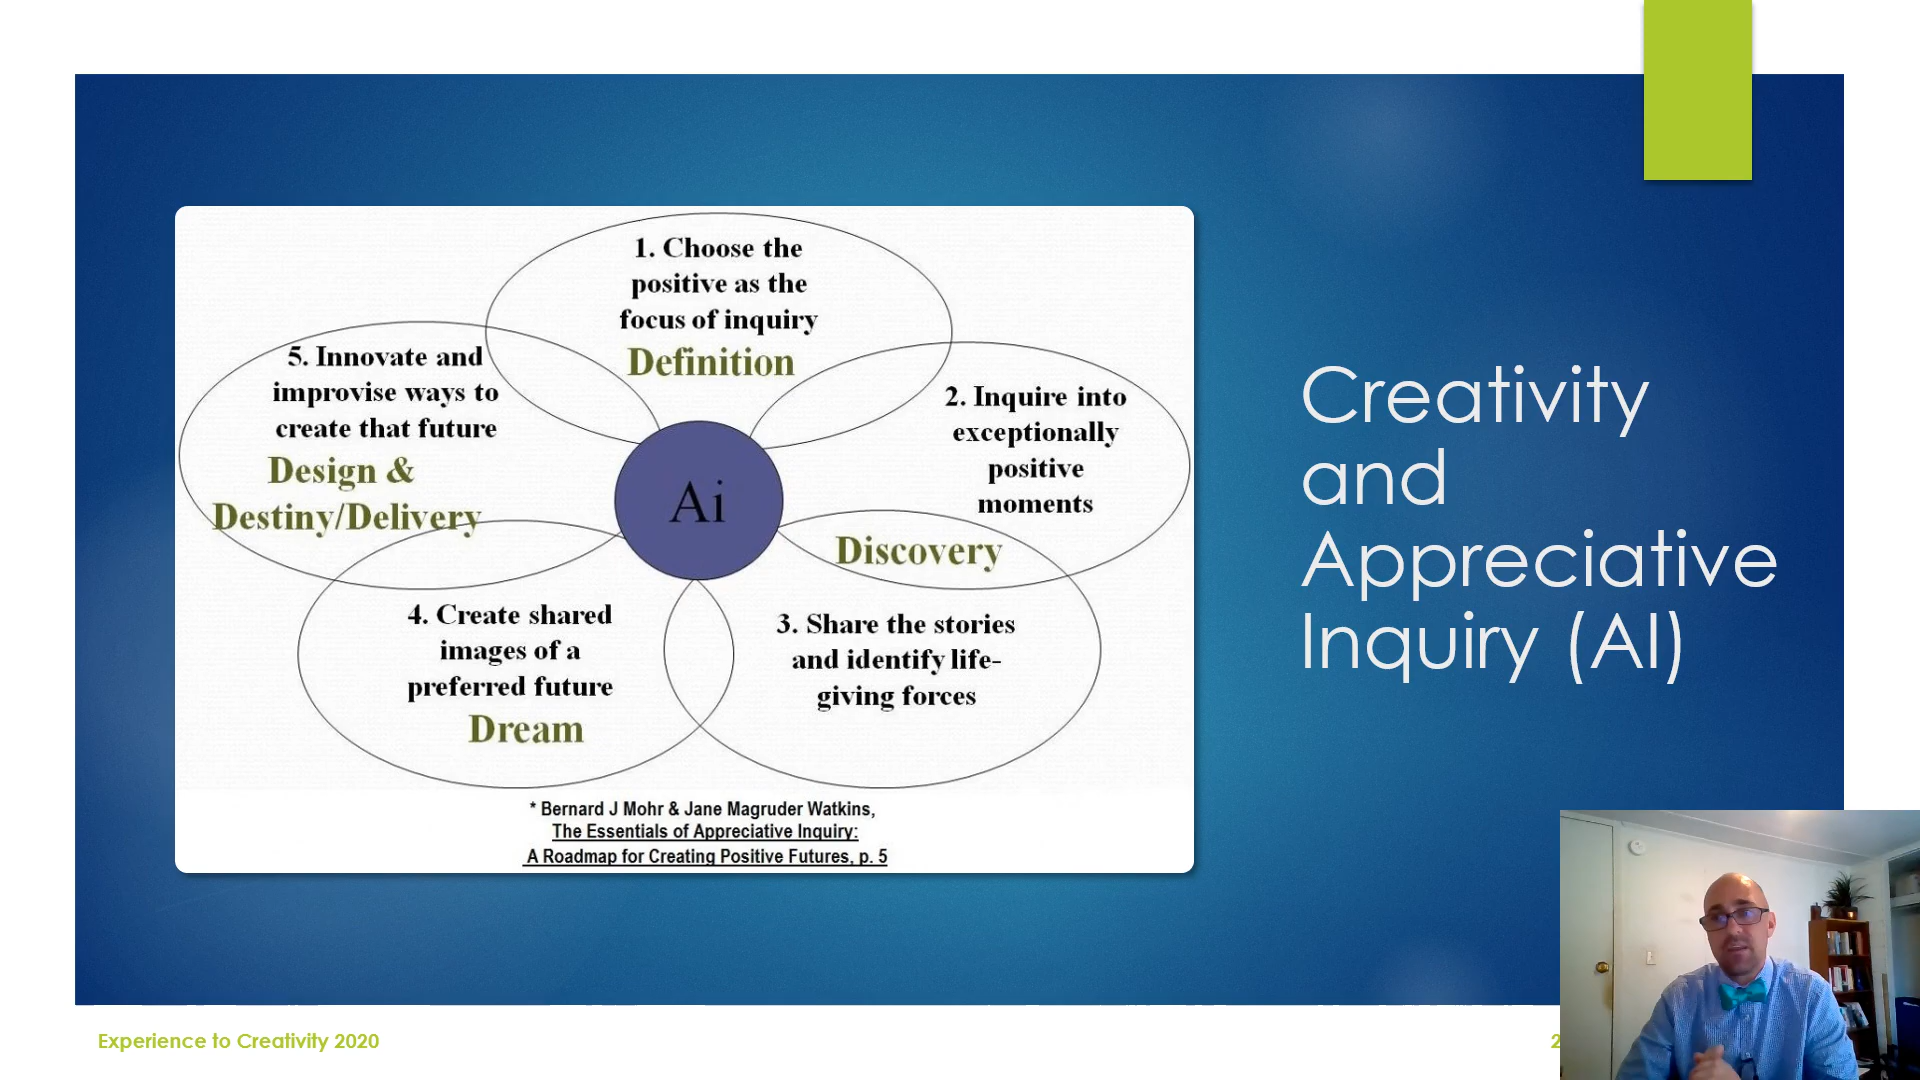 1. Choose the
positive as the
focus of inquiry
Definition
2. Inquire into
exceptionally
positive
moments
Discovery
3. Share the stories
and identify life-
giving forces
4. Create shared
images of a
preferred future
Dream
5. Innovate and
improvise ways to
create that future
Design &
Destiny/Delivery
Ai
* Bernard J Mohr & Jane Magruder Watkins,
The Essentials of Appreciative Inquiry:
A Roadmap for Creating Positive Futures, p. 5
Creativity
and
Appreciative
Inquiry (AI)
Experience to Creativity 2020